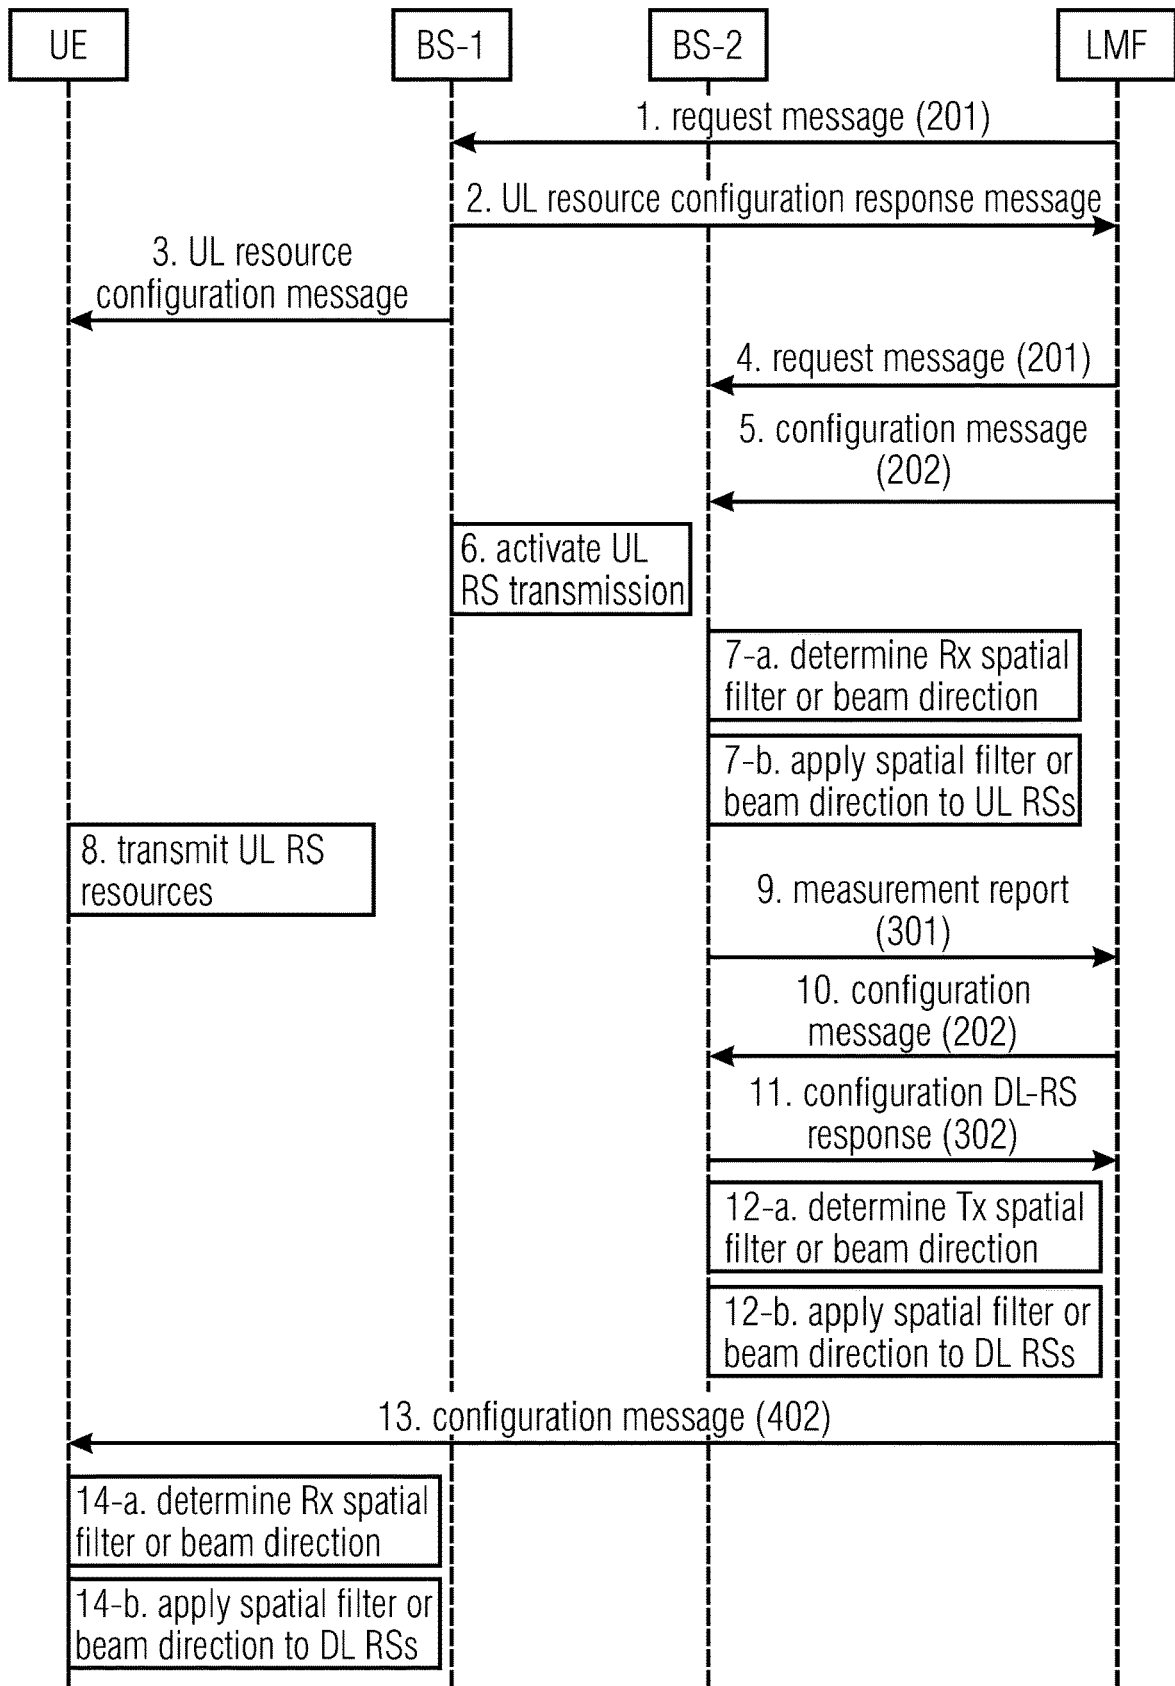 UE
BS-1
BS-2
LMF
1. request message (201)
2. UL resource configuration response message
3. UL resource
configuration message
4. request message (201)
5. configuration message
(202)
6. activate UL
RS transmission
7-a. determine Rx spatial
filter or beam direction
7-b. apply spatial filter or
beam direction to UL RSs
8. transmit UL RS
resources
9. measurement report
(301)
10. configuration
message (202)
11. configuration DL-RS
response (302)
12-a. determine Tx spatial
filter or beam direction
12-b. apply spatial filter or
beam direction to DL RSs
13. configuration message (402)
14-a. determine Rx spatial
filter or beam direction
14-b. apply spatial filter or
beam direction to DL RSs